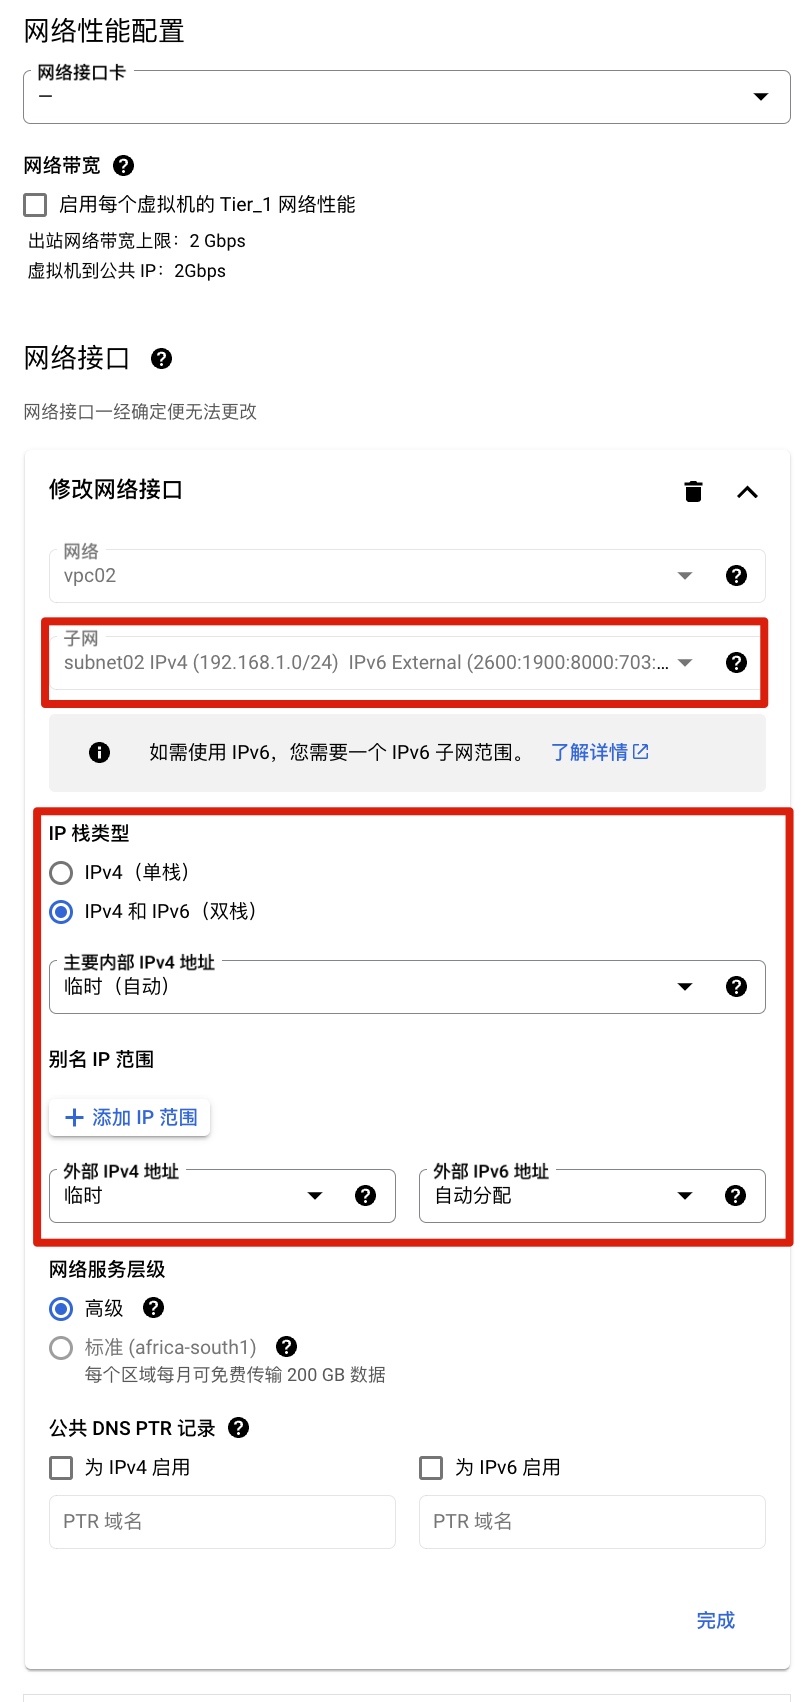 网络性能配置
网络接口卡
—
网络带宽
启用每个虚拟机的 Tier_1 网络性能
出站网络带宽上限：2 Gbps
虚拟机到公共 IP：2Gbps
网络接口
网络接口一经确定便无法更改
修改网络接口
网络
vpc02
子网
subnet02 IPv4 (192.168.1.0/24)  IPv6 External (2600:1900:8000:703:...
如需使用 IPv6，您需要一个 IPv6 子网范围。 了解详情
IP 栈类型
IPv4（单栈）
IPv4 和 IPv6（双栈）
主要内部 IPv4 地址
临时（自动）
别名 IP 范围
添加 IP 范围
外部 IPv4 地址 外部 IPv6 地址
临时 自动分配
网络服务层级
高级
标准 (africa-south1)
每个区域每月可免费传输 200 GB 数据
公共 DNS PTR 记录
为 IPv4 启用 为 IPv6 启用
PTR 域名 PTR 域名
完成